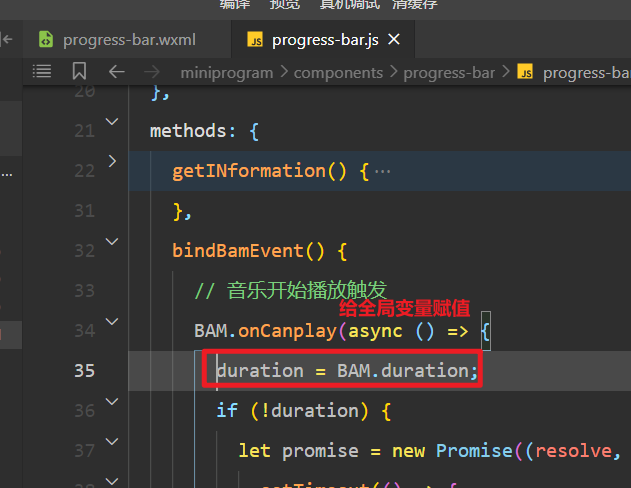 编译 预览 真机调试 清缓存
progress-bar.wxml JS progress-bar.js
miniprogram > components > progress-bar > JS progress-ba
20 },
21 methods: {
22 getINformation() { ...
31 },
32 bindBamEvent() {
33 // 音乐开始播放触发
给全局变量赋值
34 BAM.onCanplay(async () => {
35 duration = BAM.duration;
36 if (!duration) {
37 let promise = new Promise((resolve,
38 setTimeout(() => {